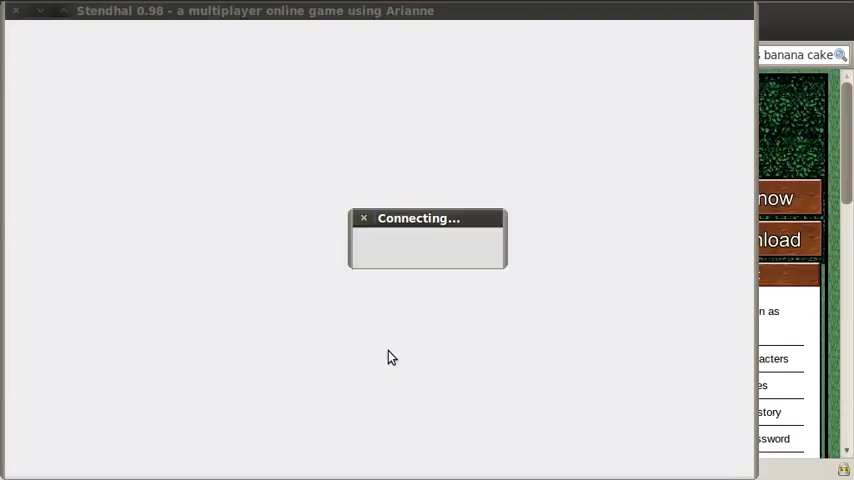 Stendhal 0.98 - a multiplayer online game using Arianne
banana cake
now
Connecting...
nload
n as
acters
es
story
ssword